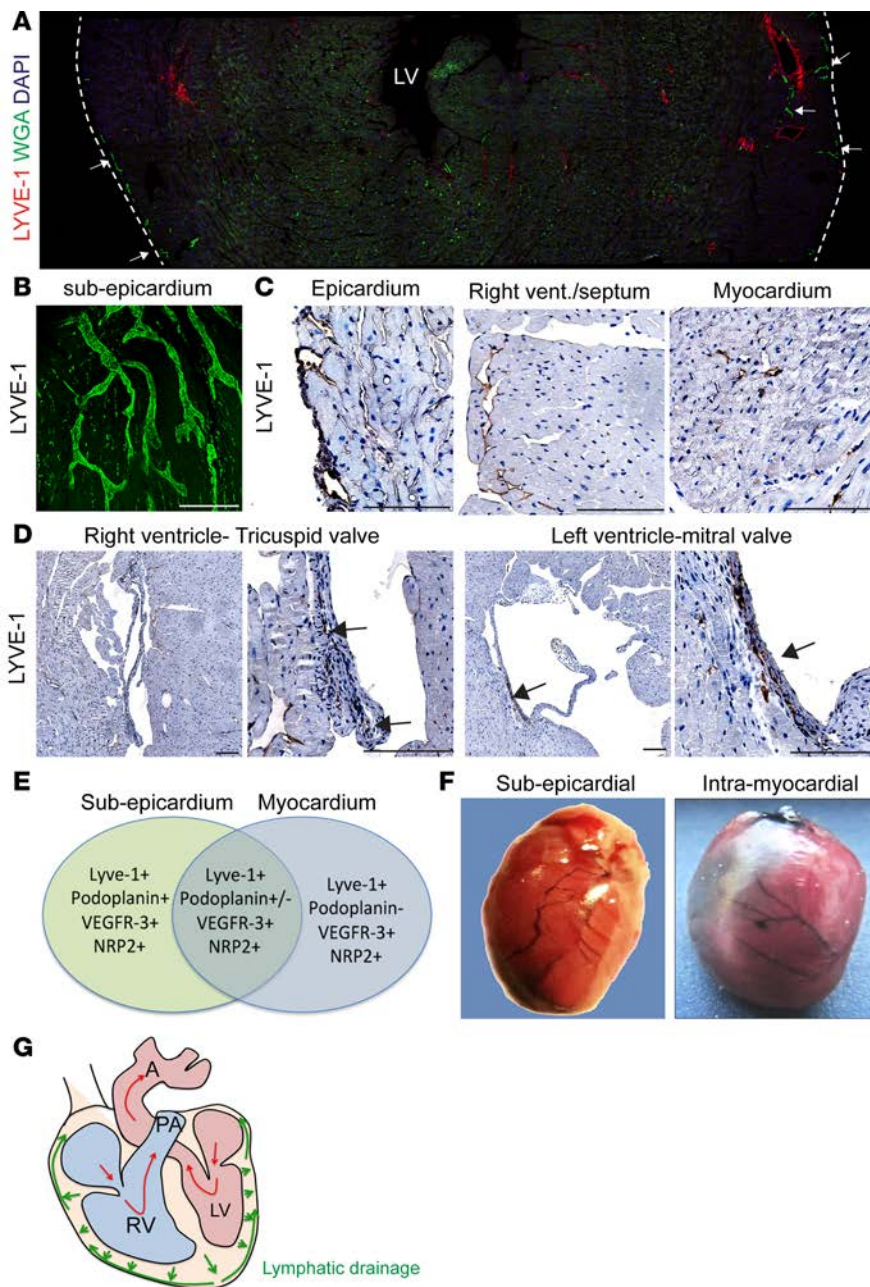 A
LYVE-1 WGA DAPI
LV
B
sub-epicardium
LYVE-1
C
Epicardium
Right vent./septum
Myocardium
LYVE-1
D
Right ventricle- Tricuspid valve
Left ventricle-mitral valve
LYVE-1
E
Sub-epicardium
Myocardium
Lyve-1+
Podoplanin+
VEGFR-3+
NRP2+
Lyve-1+
Podoplanin+/-
VEGFR-3+
NRP2+
Lyve-1+
Podoplanin-
VEGFR-3+
NRP2+
F
Sub-epicardial
Intra-myocardial
G
A
PA
RV
LV
Lymphatic drainage